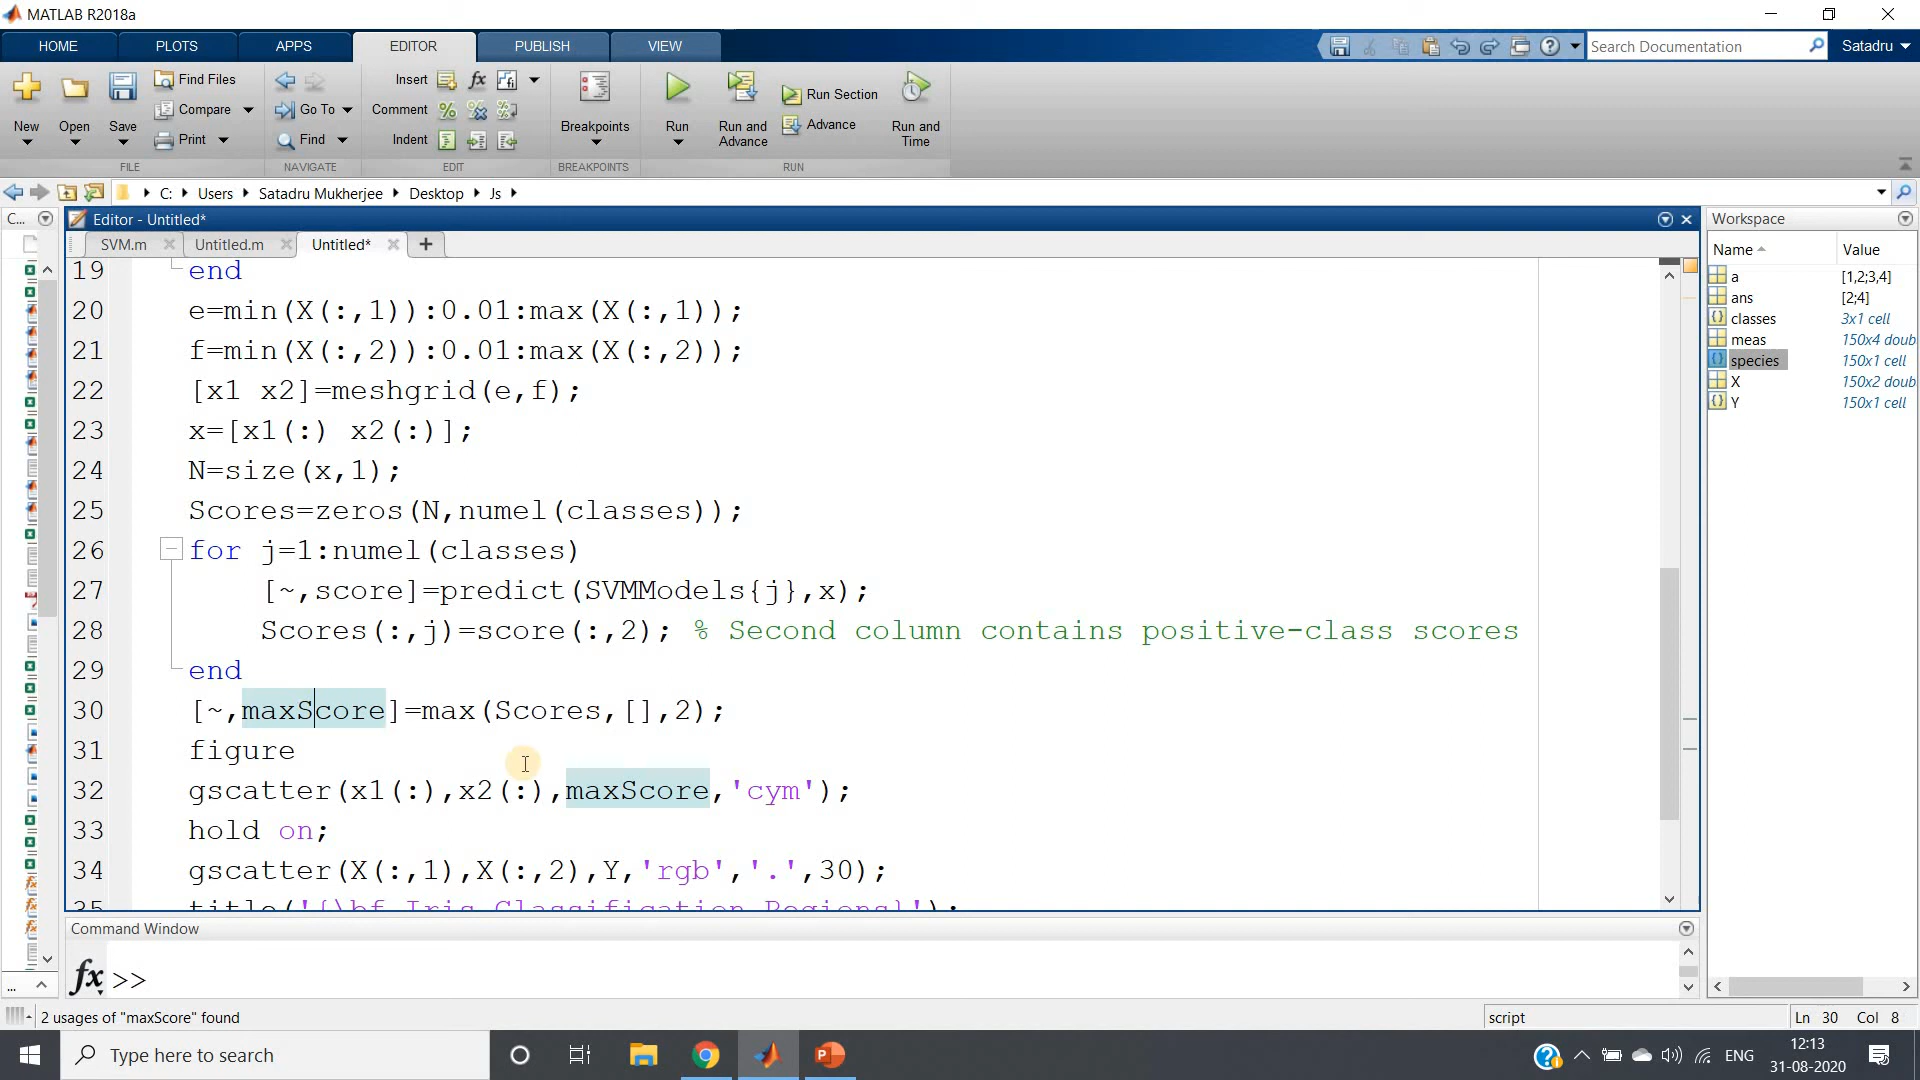 MATLAB R2018a
HOME PLOTS APPS EDITOR PUBLISH VIEW Search Documentation Satadru
New Open Save Find Files Compare Print Go To Find Insert fx Comment Indent Breakpoints Run Run and Advance Run Section Advance Run and Time
FILE NAVIGATE EDIT BREAKPOINTS RUN
C: Users Satadru Mukherjee Desktop Js
C... Editor - Untitled* Workspace
SVM.m Untitled.m Untitled* +
Name Value
a [1,2;3,4]
ans [2;4]
classes 3x1 cell
meas 150x4 doub
species 150x1 cell
X 150x2 doub
Y 150x1 cell
19 end
20 e=min(X(:,1)):0.01:max(X(:,1));
21 f=min(X(:,2)):0.01:max(X(:,2));
22 [x1 x2]=meshgrid(e,f);
23 x=[x1(:) x2(:)];
24 N=size(x,1);
25 Scores=zeros(N,numel(classes));
26 for j=1:numel(classes)
27 [~,score]=predict(SVMModels{j},x);
28 Scores(:,j)=score(:,2); % Second column contains positive-class scores
29 end
30 [~,maxScore]=max(Scores,[],2);
31 figure
32 gscatter(x1(:),x2(:),maxScore,'cym');
33 hold on;
34 gscatter(X(:,1),X(:,2),Y,'rgb','.',30);
35 title('{\bf Iris Classification Regions}');
Command Window
fx >>
...
2 usages of "maxScore" found script Ln 30 Col 8
Type here to search ENG 12:13
31-08-2020